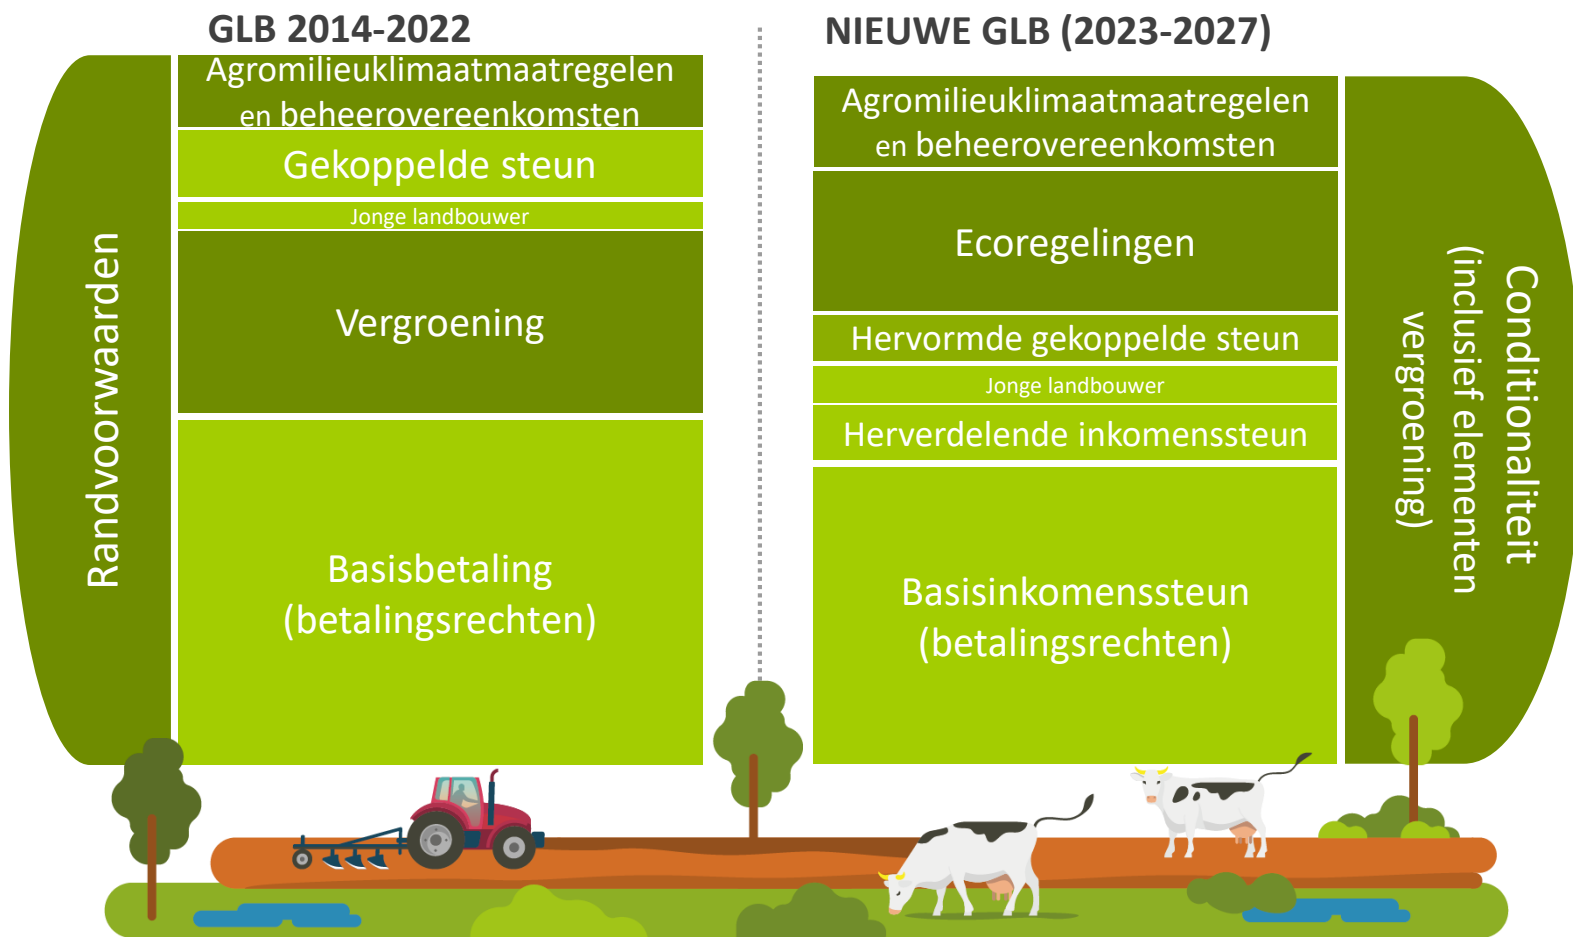 GLB 2014-2022
Randvoorwaarden
Agromilieuklimaatmaatregelen
en beheerovereenkomsten
Gekoppelde steun
Jonge landbouwer
Vergroening
Basisbetaling
(betalingsrechten)
NIEUWE GLB (2023-2027)
Agromilieuklimaatmaatregelen
en beheerovereenkomsten
Ecoregelingen
Hervormde gekoppelde steun
Jonge landbouwer
Herverdelende inkomenssteun
Basisinkomenssteun
(betalingsrechten)
Conditionaliteit
(inclusief elementen
vergroening)